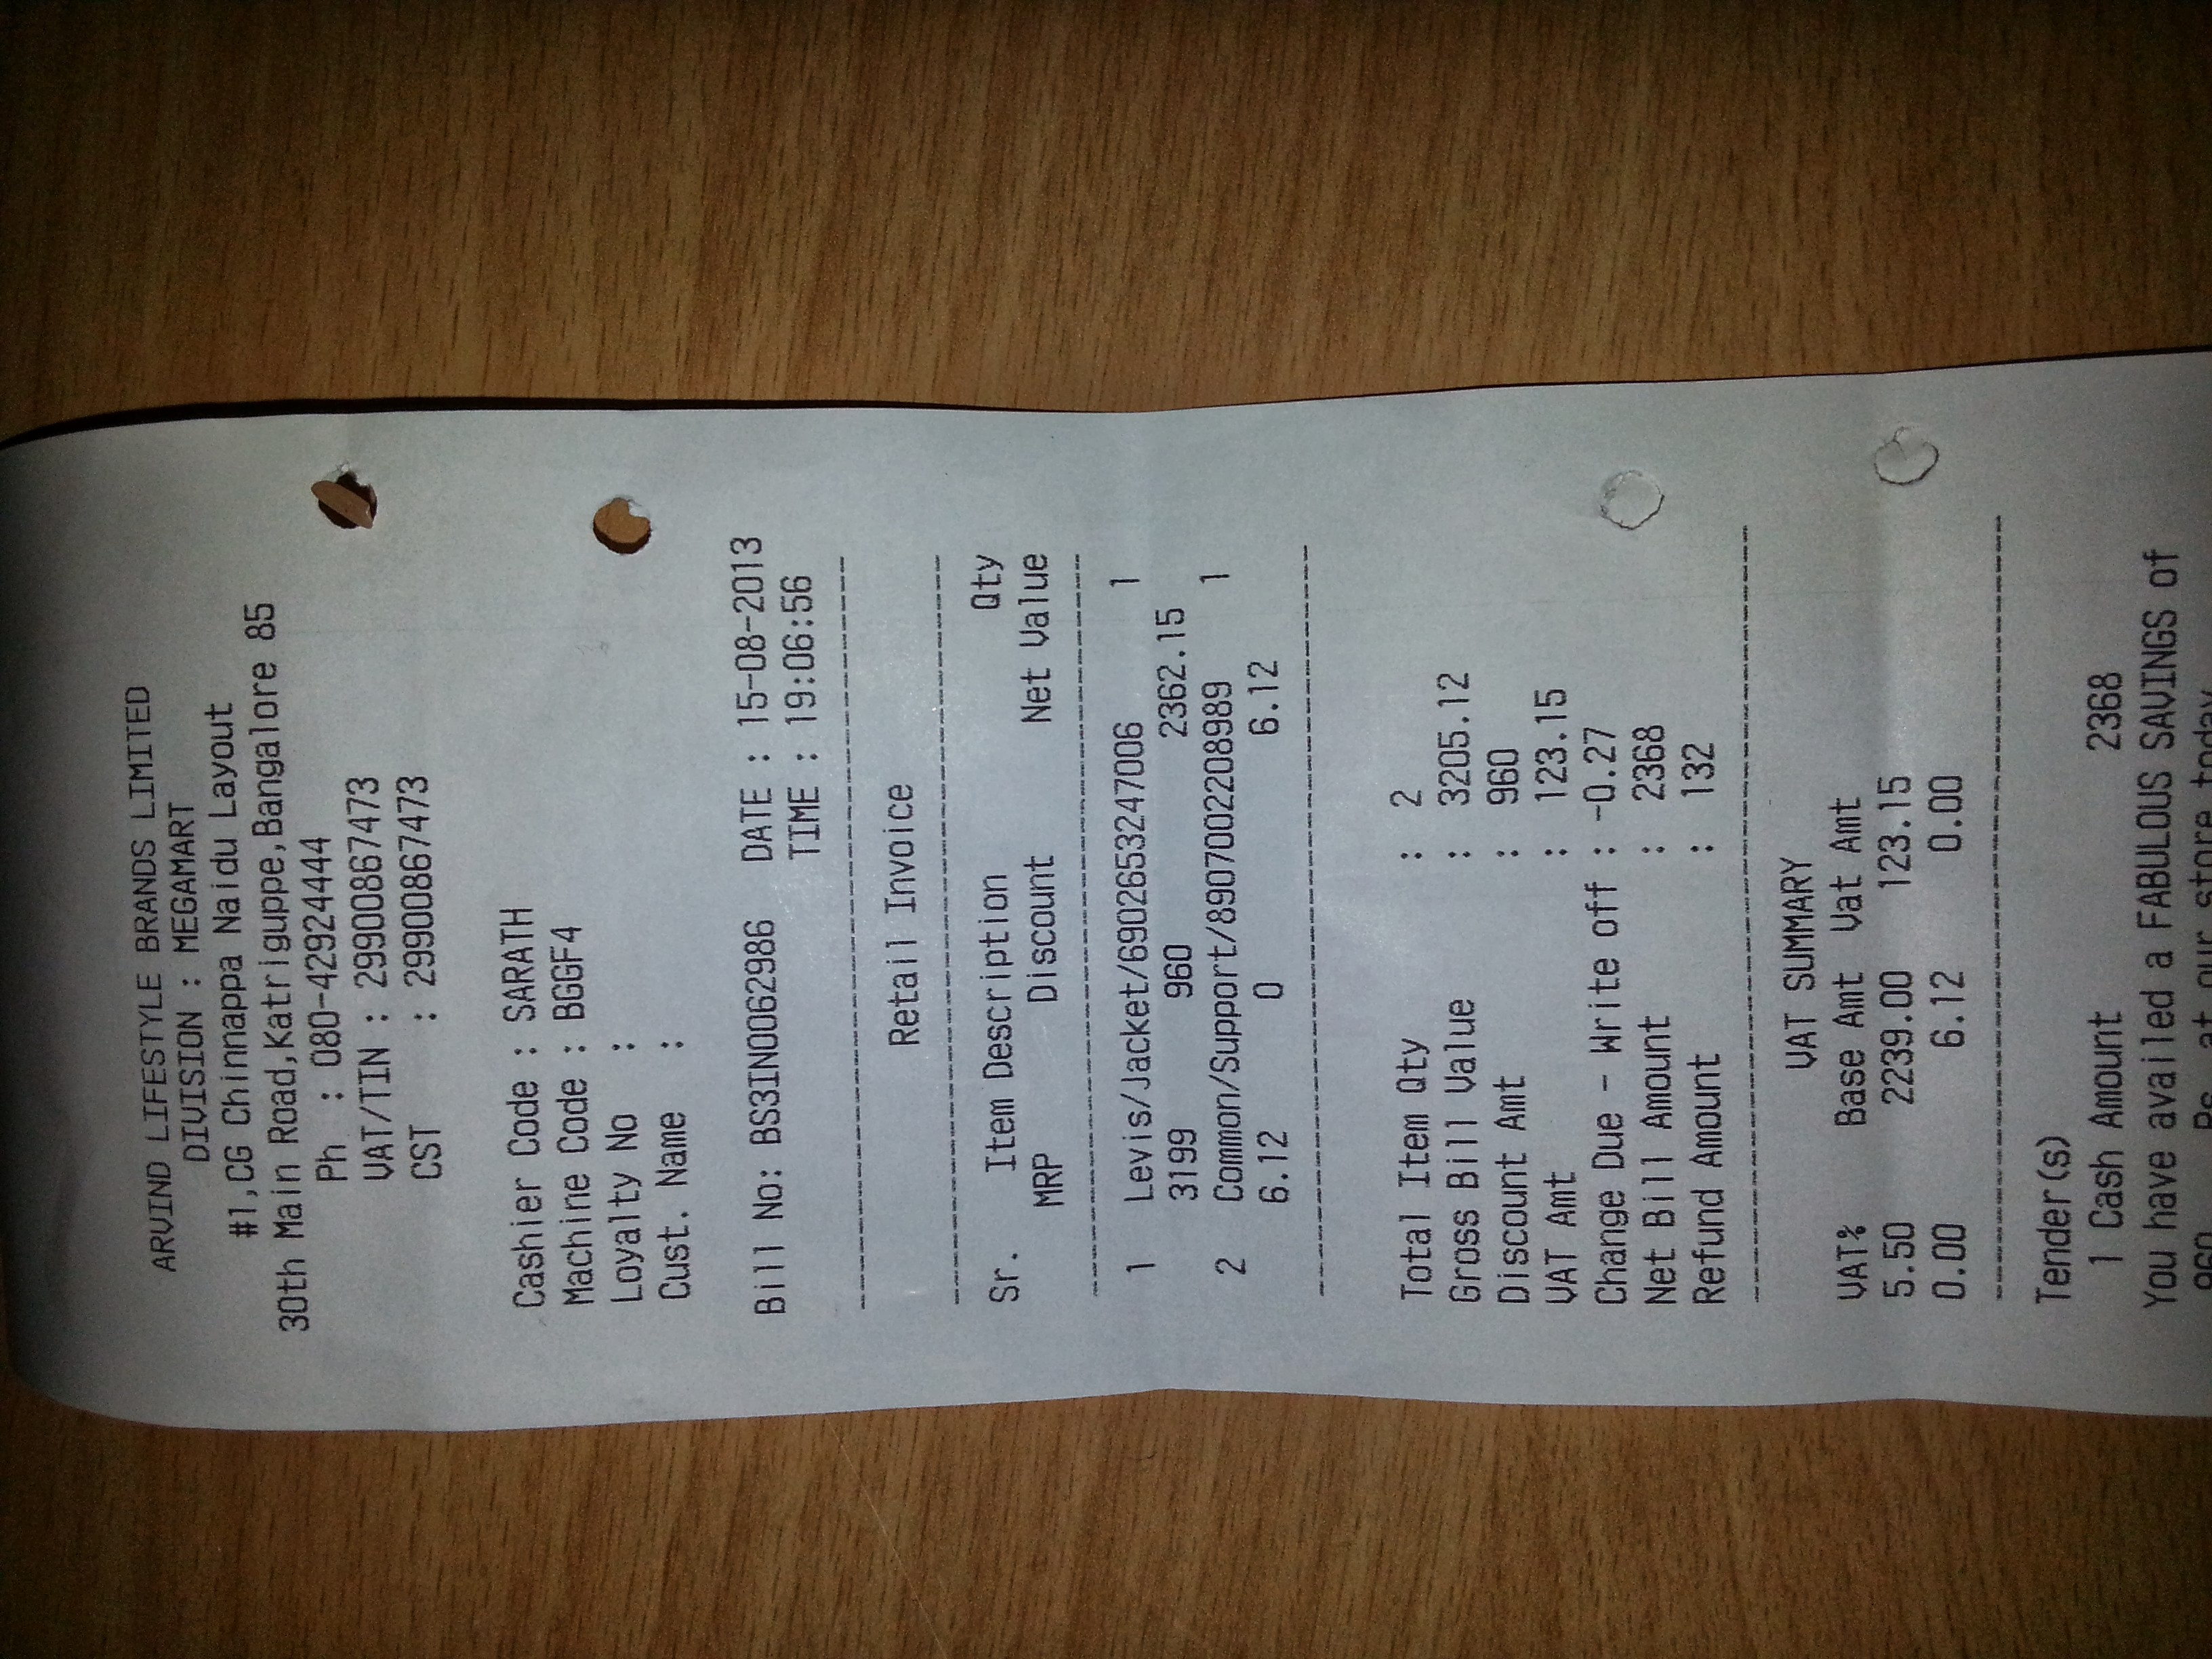 ARVIND LIFESTYLE BRANDS LIMITED
DIVISION : MEGAMART
#1,CG Chinnappa Naidu Layout
30th Main Road,Katriguppe,Bangalore 85
Ph : 080-42924444
VAT/TIN : 29900867473
CST : 29900867473
Cashier Code : SARATH
Machine Code : BGGF4
Loyalty No :
Cust. Name :
Bill No: BS3IN0062986 DATE : 15-08-2013
TIME : 19:06:56
Retail Invoice
Sr. Item Description Qty
MRP Discount Net Value
1 Levis/Jacket/6902653247006 1
3199 960 2362.15
2 Common/Support/8907002208989 1
6.12 0 6.12
Total Item Qty : 2
Gross Bill Value : 3205.12
Discount Amt : 960
VAT Amt : 123.15
Change Due - Write off : -0.27
Net Bill Amount : 2368
Refund Amount : 132
VAT SUMMARY
VAT% Base Amt Vat Amt
5.50 2239.00 123.15
0.00 6.12 0.00
Tender(s)
1 Cash Amount 2368
You have availed a FABULOUS SAVINGS of
960 Rs at our store today